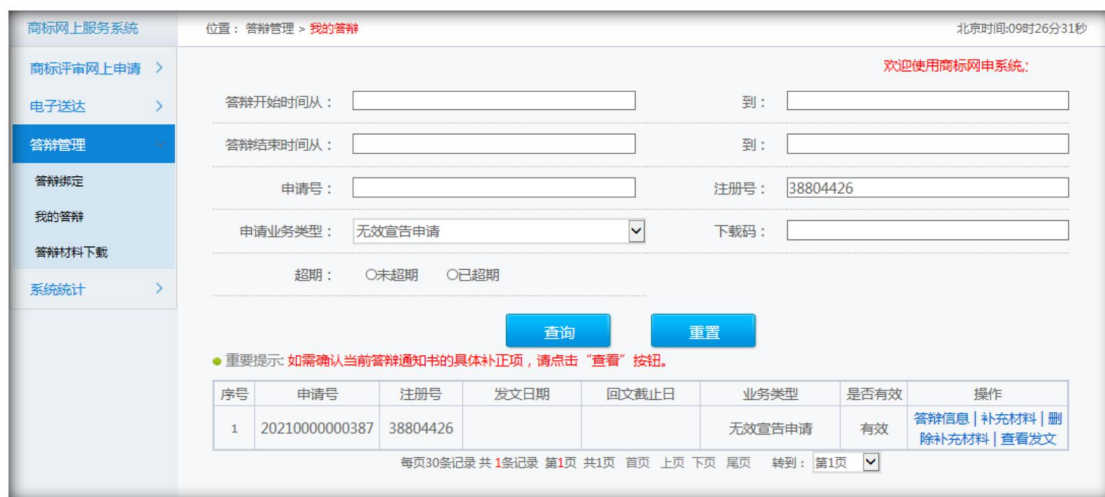 商标网上服务系统
位置： 答辩管理 > 我的答辩
北京时间:09时26分31秒
商标评审网上申请 >
欢迎使用商标网申系统,:
电子送达 >
答辩开始时间从：
到：
答辩管理
答辩结束时间从：
到：
答辩绑定
申请号：
注册号： 38804426
我的答辩
申请业务类型： 无效宣告申请
下载码：
答辩材料下载
超期： ○未超期 ○已超期
系统统计 >
查询
重置
重要提示: 如需确认当前答辩通知书的具体补正项，请点击“查看”按钮。
序号 申请号 注册号 发文日期 回文截止日 业务类型 是否有效 操作
1 20210000000387 38804426 无效宣告申请 有效 答辩信息 | 补充材料 | 删
除补充材料 | 查看发文
每页30条记录 共 1条记录 第1页 共1页 首页 上页 下页 尾页 转到： 第1页